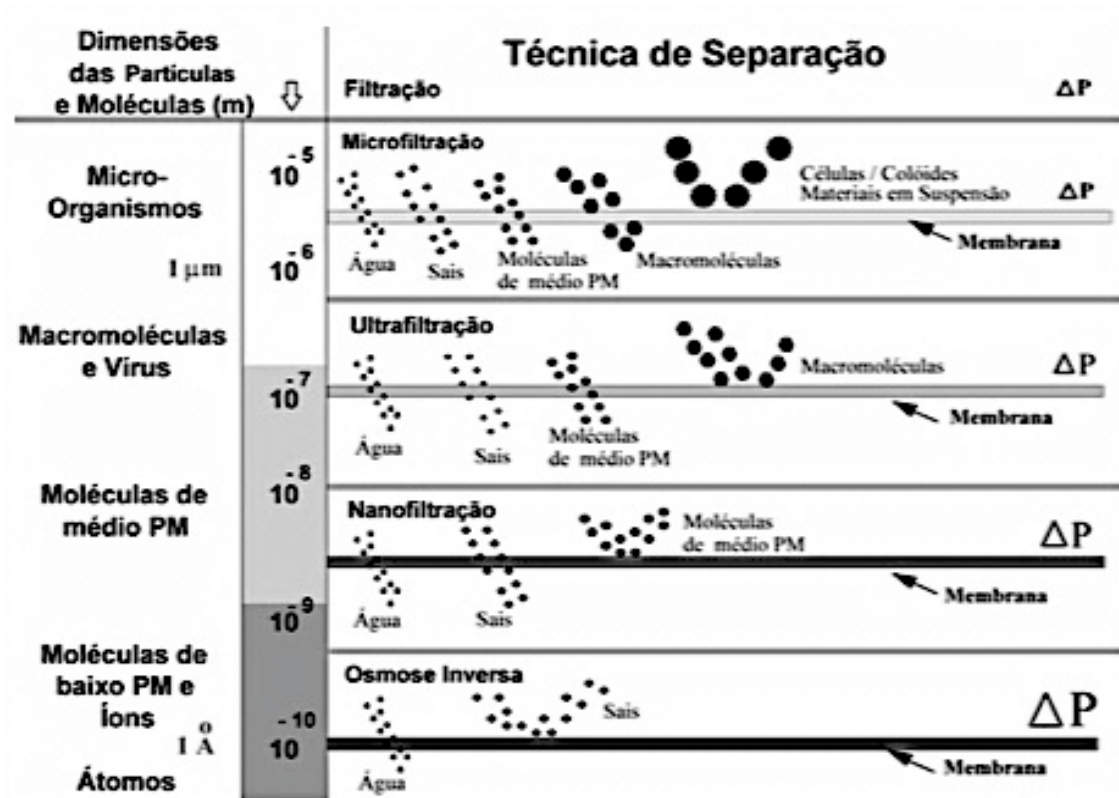 Dimensões
das Particulas
e Moléculas (m)
Técnica de Separação
Filtração
ΔP
Micro-
Organismos
1 μm
10 -5
10 -6
Microfiltração
Células / Colóides
Materiais em Suspensão
ΔP
Membrana
Água
Sais
Moléculas
de médio PM
Macromoléculas
Macromoléculas
e Vírus
10 -7
Ultrafiltração
Macromoléculas
ΔP
Membrana
Água
Sais
Moléculas
de médio PM
Moléculas de
médio PM
10 -8
10 -9
Nanofiltração
Moléculas
de médio PM
ΔP
Membrana
Água
Sais
Moléculas de
baixo PM e
Íons
1 Å
Átomos
10 -10
Osmose Inversa
Sais
ΔP
Membrana
Água